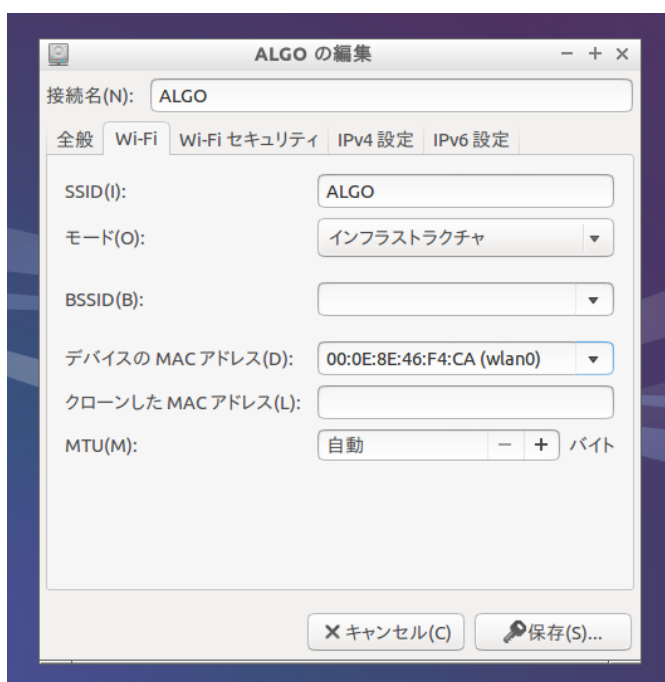 ALGO の編集
接続名(N): ALGO
全般 Wi-Fi Wi-Fi セキュリティ IPv4 設定 IPv6 設定
SSID(I): ALGO
モード(O): インフラストラクチャ
BSSID(B):
デバイスの MAC アドレス(D): 00:0E:8E:46:F4:CA (wlan0)
クローンした MAC アドレス(L):
MTU(M): 自動 バイト
キャンセル(C) 保存(S)...